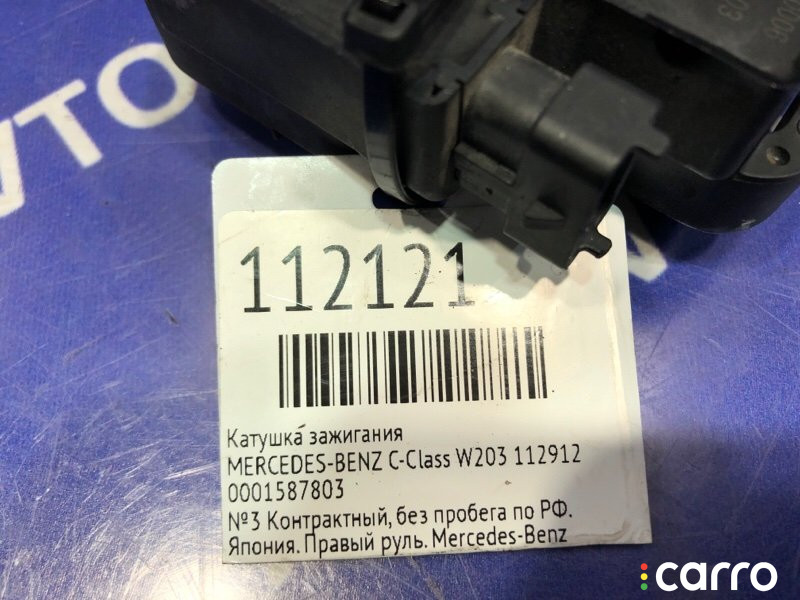 VTO
112121
Катушка зажигания
MERCEDES-BENZ C-Class W203 112912
0001587803
№3 Контрактный, без пробега по РФ.
Япония. Правый руль. Mercedes-Benz
carro